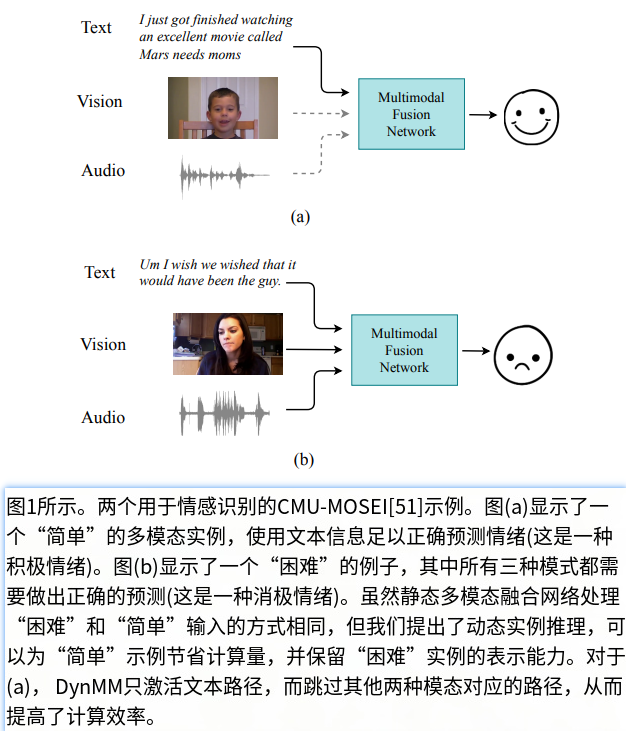 Text
I just got finished watching
an excellent movie called
Mars needs moms
Vision
Audio
Multimodal
Fusion
Network
(a)
Text
Um I wish we wished that it
would have been the guy.
Vision
Audio
Multimodal
Fusion
Network
(b)
图1所示。两个用于情感识别的CMU-MOSEI[51]示例。图(a)显示了一
个“简单”的多模态实例，使用文本信息足以正确预测情绪(这是一种
积极情绪)。图(b)显示了一个“困难”的例子，其中所有三种模式都需
要做出正确的预测(这是一种消极情绪)。虽然静态多模态融合网络处理
“困难”和“简单”输入的方式相同，但我们提出了动态实例推理，可
以为“简单”示例节省计算量，并保留“困难”实例的表示能力。对于
(a)， DynMM只激活文本路径，而跳过其他两种模态对应的路径，从而
提高了计算效率。